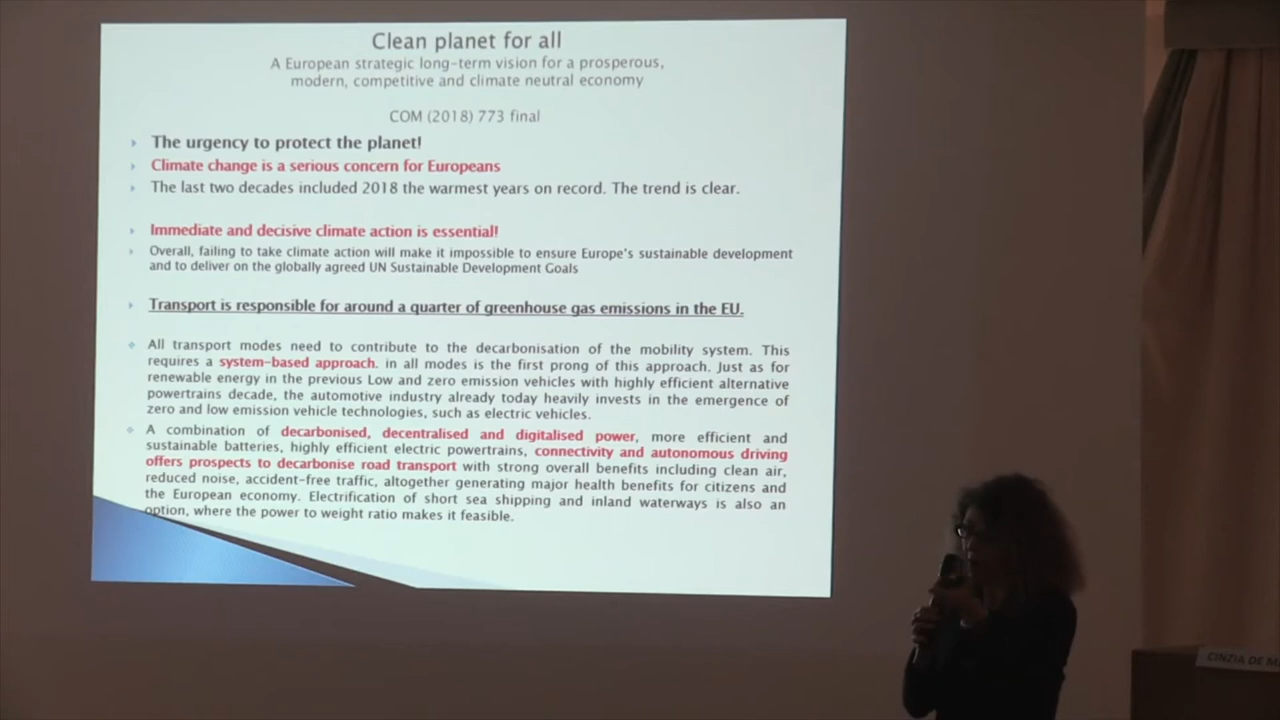 Clean planet for all
A European strategic long-term vision for a prosperous,
modern, competitive and climate neutral economy
COM (2018) 773 final
The urgency to protect the planet!
Climate change is a serious concern for Europeans
The last two decades included 2018 the warmest years on record. The trend is clear.
Immediate and decisive climate action is essential!
Overall, failing to take climate action will make it impossible to ensure Europe's sustainable development
and to deliver on the globally agreed UN Sustainable Development Goals
Transport is responsible for around a quarter of greenhouse gas emissions in the EU.
All transport modes need to contribute to the decarbonisation of the mobility system. This
requires a system-based approach. in all modes is the first prong of this approach. Just as for
renewable energy in the previous Low and zero emission vehicles with highly efficient alternative
powertrains decade, the automotive industry already today heavily invests in the emergence of
zero and low emission vehicle technologies, such as electric vehicles.
A combination of decarbonised, decentralised and digitalised power, more efficient and
sustainable batteries, highly efficient electric powertrains, connectivity and autonomous driving
offers prospects to decarbonise road transport with strong overall benefits including clean air,
reduced noise, accident-free traffic, altogether generating major health benefits for citizens and
the European economy. Electrification of short sea shipping and inland waterways is also an
option, where the power to weight ratio makes it feasible.
CINZIA DE